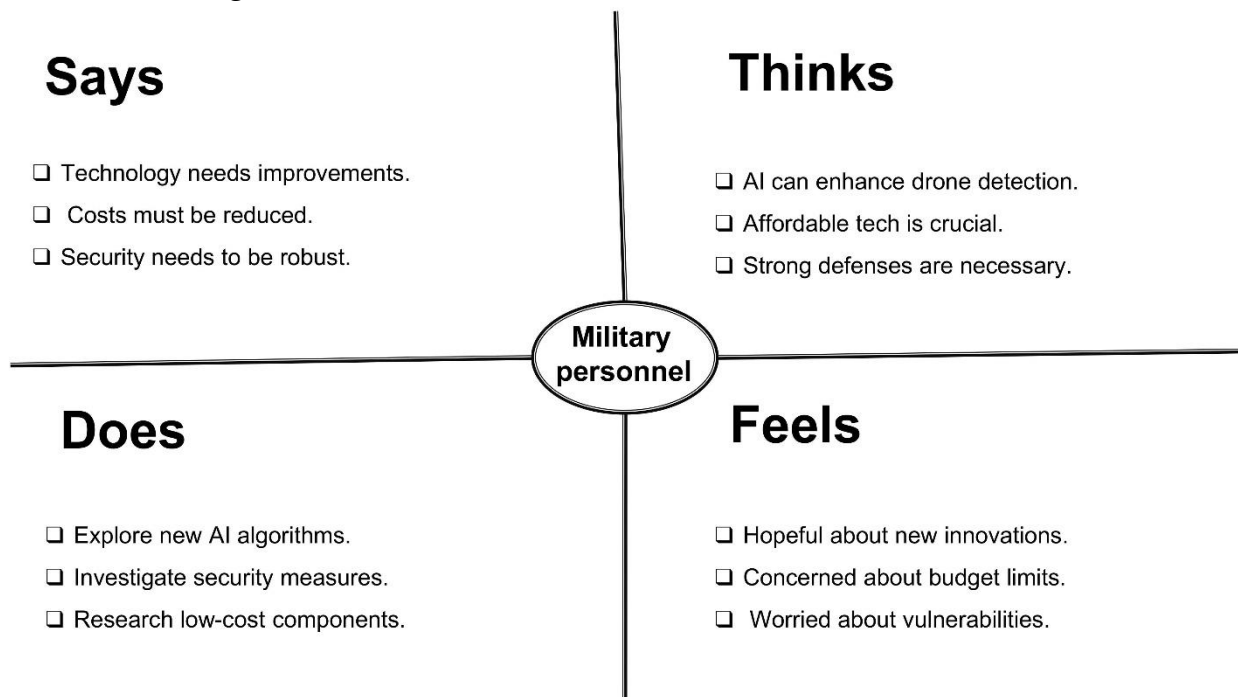 Says
❑ Technology needs improvements.
❑ Costs must be reduced.
❑ Security needs to be robust.
Thinks
❑ AI can enhance drone detection.
❑ Affordable tech is crucial.
❑ Strong defenses are necessary.
Military
personnel
Does
❑ Explore new AI algorithms.
❑ Investigate security measures.
❑ Research low-cost components.
Feels
❑ Hopeful about new innovations.
❑ Concerned about budget limits.
❑ Worried about vulnerabilities.